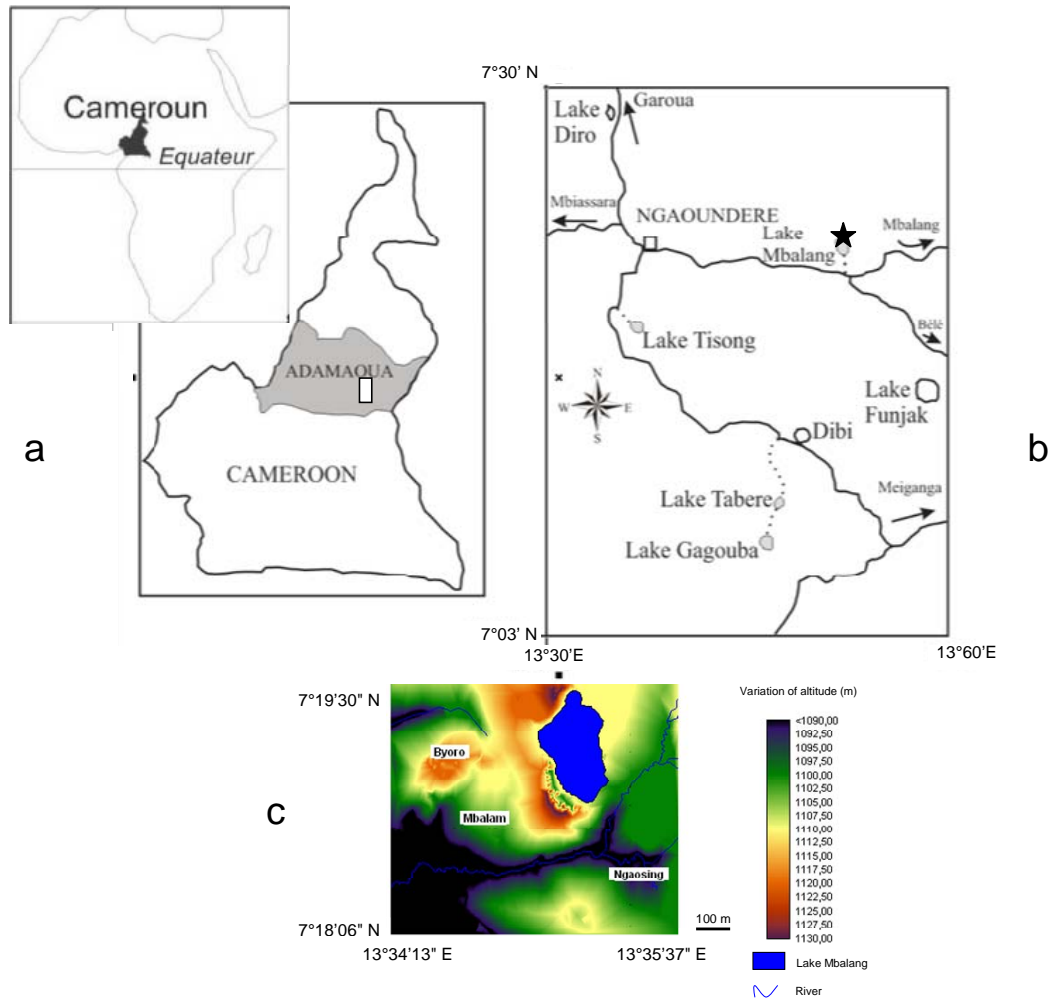 Cameroun
Equateur
ADAMAOUA
CAMEROON
a
7°30' N
Lake
Diro
Garoua
Mbiassara
NGAOUNDERE
Lake
Mbalang
Mbalang
Bélé
Lake Tisong
N
W
E
S
Lake
Funjak
Dibi
Meiganga
Lake Tabere
Lake Gagouba
7°03' N
13°30'E
13°60'E
b
7°19'30" N
Byoro
Mbalam
Ngaosing
c
7°18'06" N
13°34'13" E
13°35'37" E
100 m
Variation of altitude (m)
<1090,00
1092,50
1095,00
1097,50
1100,00
1102,50
1105,00
1107,50
1110,00
1112,50
1115,00
1117,50
1120,00
1122,50
1125,00
1127,50
1130,00
Lake Mbalang
River